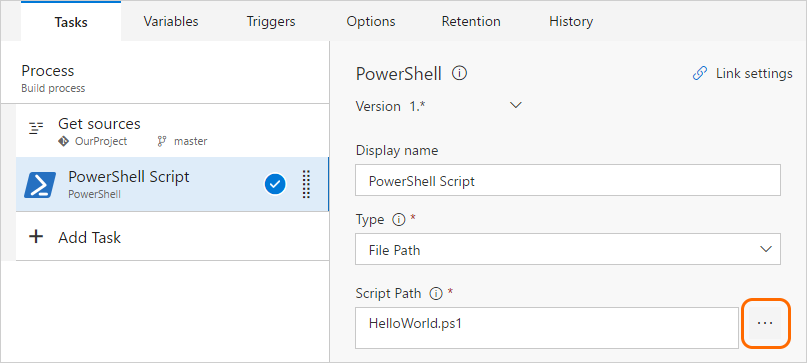 Tasks Variables Triggers Options Retention History
Process
Build process
Get sources
OurProject master
PowerShell Script
PowerShell
Add Task
PowerShell Link settings
Version 1.*
Display name
PowerShell Script
Type *
File Path
Script Path *
HelloWorld.ps1 ...